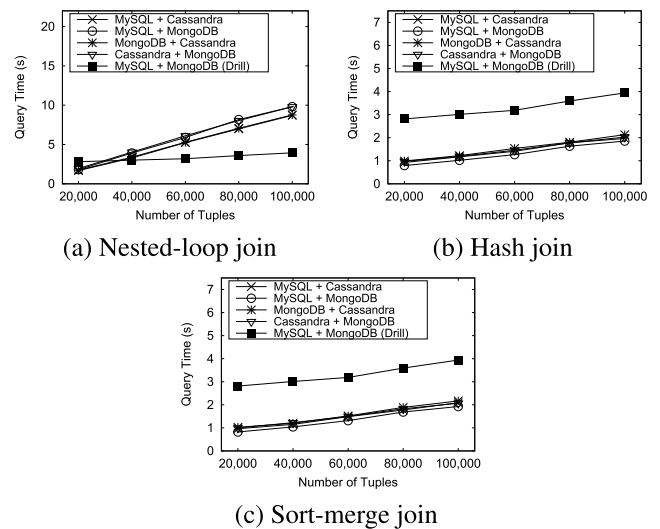 MySQL + Cassandra
MySQL + MongoDB
MongoDB + Cassandra
Cassandra + MongoDB
MySQL + MongoDB (Drill)
Query Time (s)
20
15
10
5
0
20,000 40,000 60,000 80,000 100,000
Number of Tuples
(a) Nested-loop join
MySQL + Cassandra
MySQL + MongoDB
MongoDB + Cassandra
Cassandra + MongoDB
MySQL + MongoDB (Drill)
Query Time (s)
7
6
5
4
3
2
1
0
20,000 40,000 60,000 80,000 100,000
Number of Tuples
(b) Hash join
MySQL + Cassandra
MySQL + MongoDB
MongoDB + Cassandra
Cassandra + MongoDB
MySQL + MongoDB (Drill)
Query Time (s)
7
6
5
4
3
2
1
0
20,000 40,000 60,000 80,000 100,000
Number of Tuples
(c) Sort-merge join